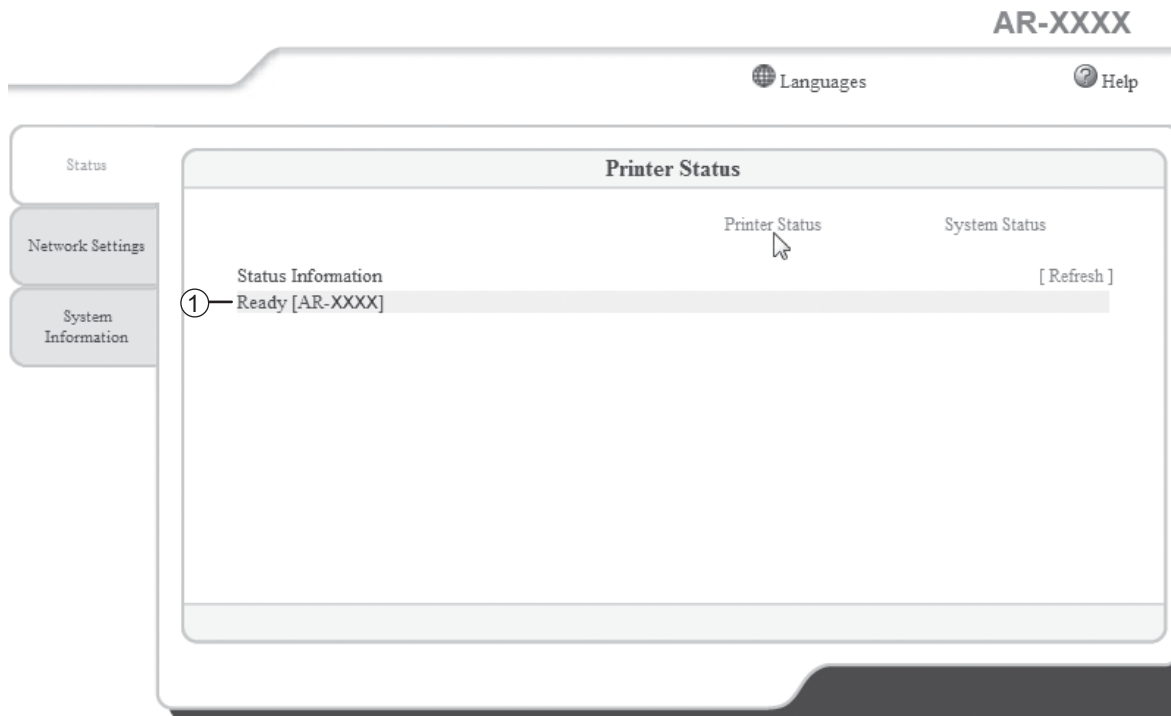 AR-XXXX
Languages
Help
Status
Printer Status
Network Settings
Printer Status System Status
Status Information [ Refresh ]
1 Ready [AR-XXXX]
System
Information